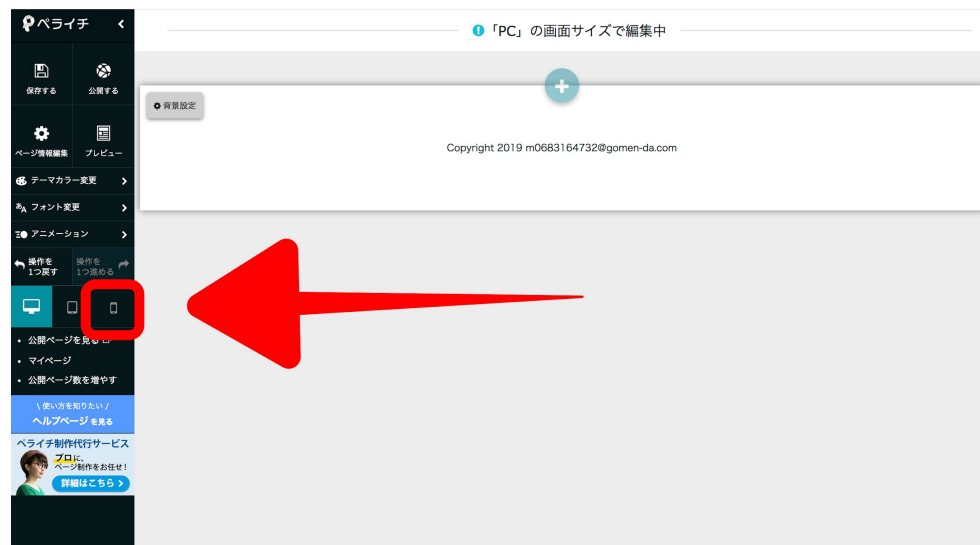 ペライチ
「PC」の画面サイズで編集中
保存する
公開する
背景設定
ページ情報編集
プレビュー
Copyright 2019 m0683164732@gomen-da.com
テーマカラー変更
あA フォント変更
アニメーション
操作を
1つ戻す
操作を
1つ進める
・ 公開ページを見る
・ マイページ
・ 公開ページ数を増やす
\ 使い方を知りたい /
ヘルプページ を見る
ペライチ制作代行サービス
プロに、
ページ制作をお任せ!
詳細はこちら